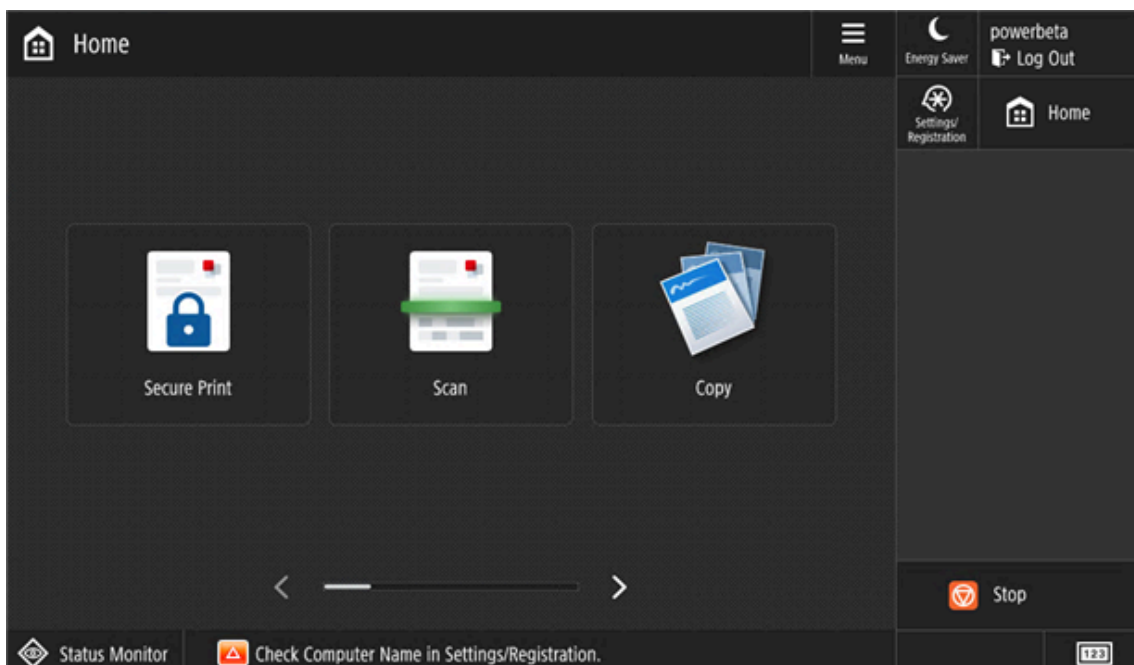 Home
Menu
Energy Saver
powerbeta
Log Out
Settings/
Registration
Home
Secure Print
Scan
Copy
Stop
Status Monitor
Check Computer Name in Settings/Registration.
123